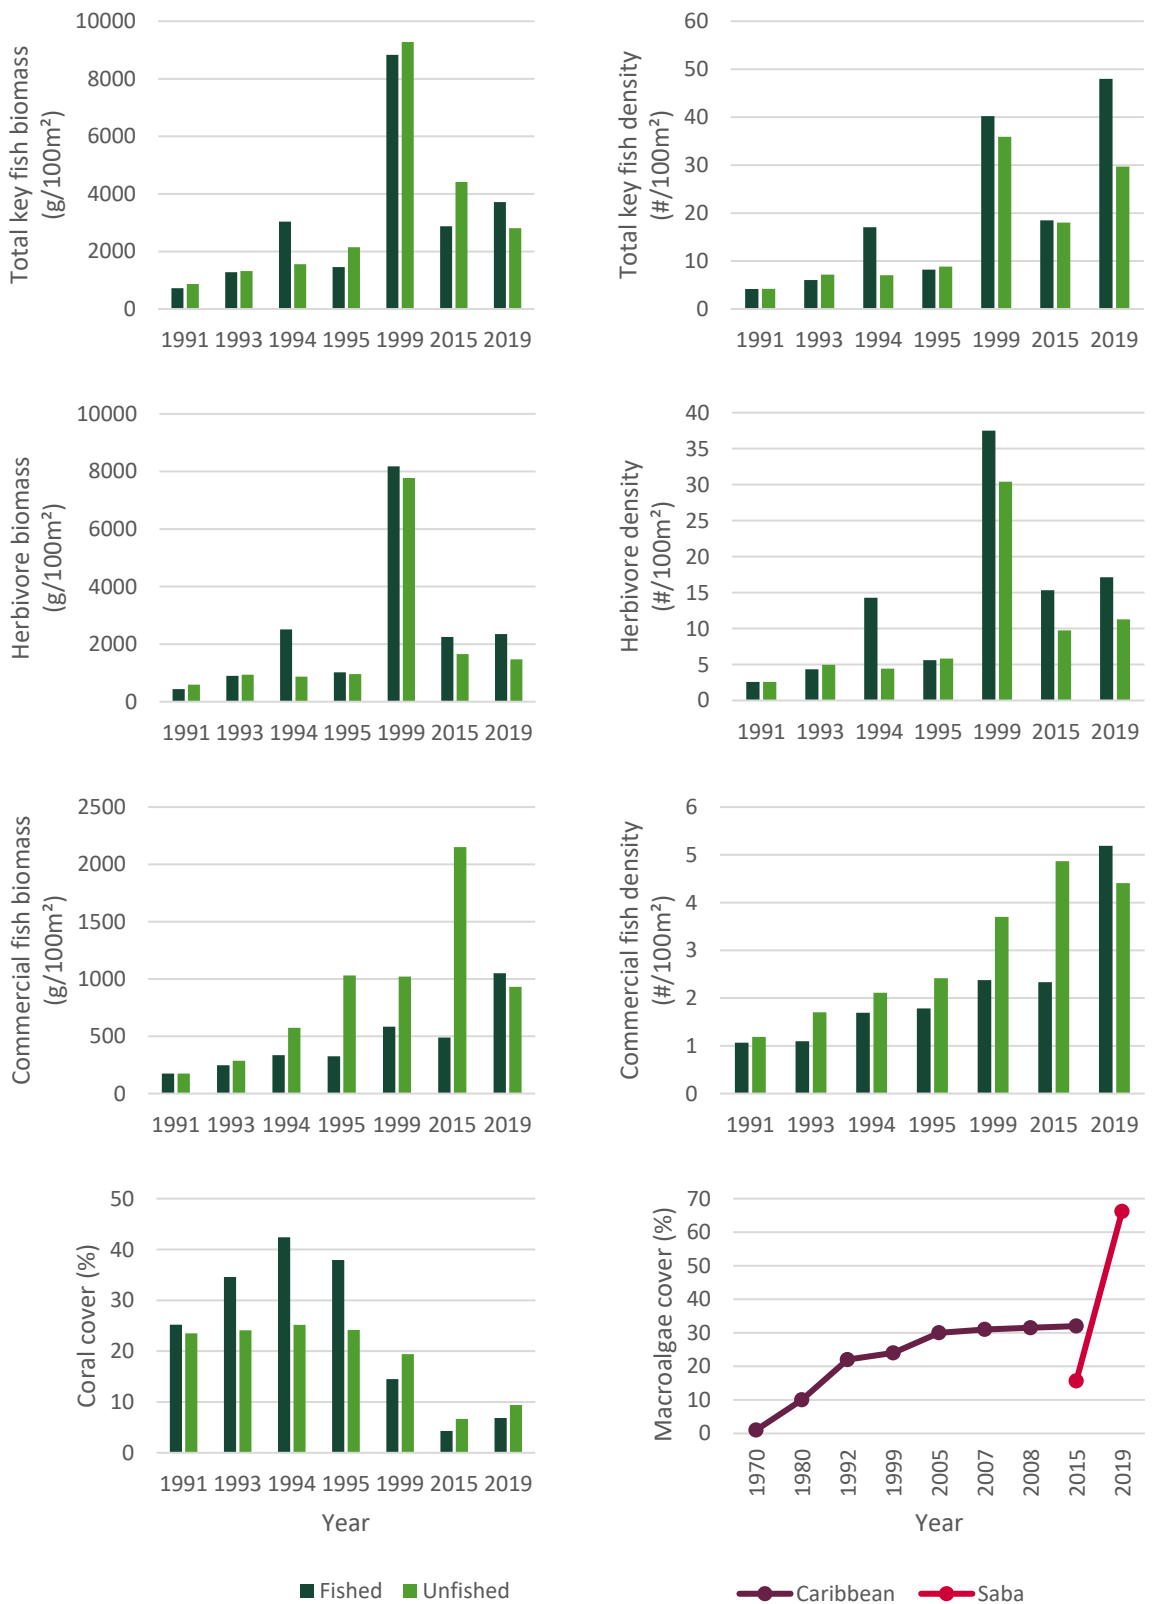 Total key fish biomass
(g/100m²)
10000
8000
6000
4000
2000
0
1991 1993 1994 1995 1999 2015 2019
Total key fish density
(#/100m²)
60
50
40
30
20
10
0
1991 1993 1994 1995 1999 2015 2019
Herbivore biomass
(g/100m²)
10000
8000
6000
4000
2000
0
1991 1993 1994 1995 1999 2015 2019
Herbivore density
(#/100m²)
40
35
30
25
20
15
10
5
0
1991 1993 1994 1995 1999 2015 2019
Commercial fish biomass
(g/100m²)
2500
2000
1500
1000
500
0
1991 1993 1994 1995 1999 2015 2019
Commercial fish density
(#/100m²)
6
5
4
3
2
1
0
1991 1993 1994 1995 1999 2015 2019
Coral cover (%)
50
40
30
20
10
0
1991 1993 1994 1995 1999 2015 2019
Year
Macroalgae cover (%)
70
60
50
40
30
20
10
0
1970
1980
1992
1999
2005
2007
2008
2015
2019
Year
Fished Unfished
Caribbean Saba